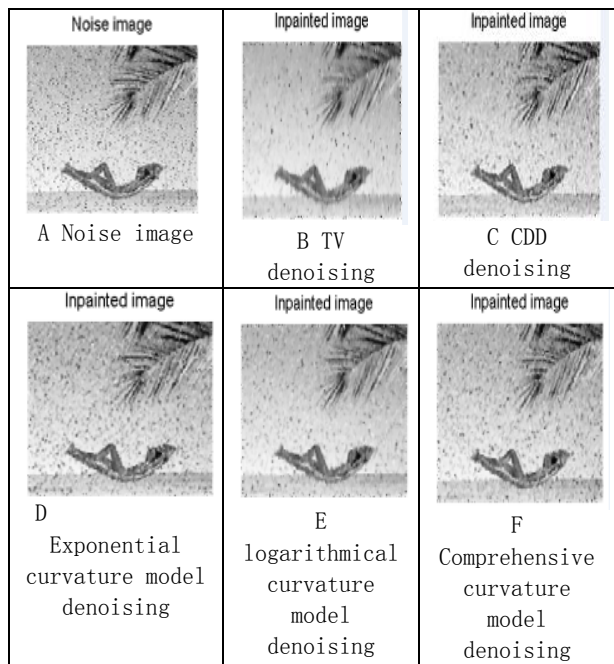 Noise image
A Noise image
Inpainted image
B TV
denoising
Inpainted image
C CDD
denoising
Inpainted image
D
Exponential
curvature model
denoising
Inpainted image
E
logarithmical
curvature
model
denoising
Inpainted image
F
Comprehensive
curvature
model
denoising